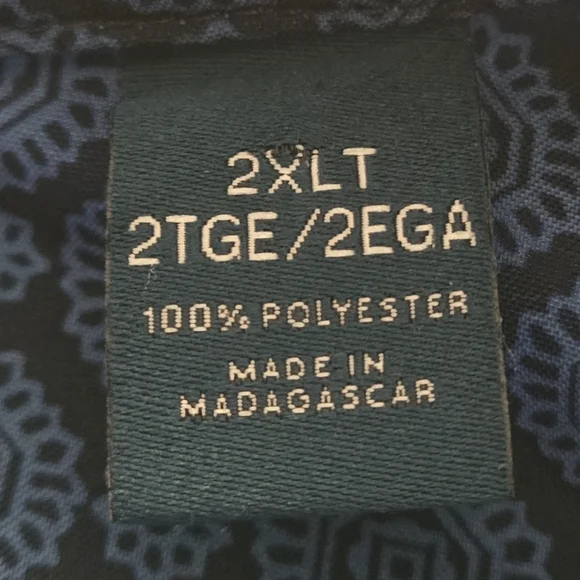 2XLT
2TGE/2EGA
100% POLYESTER
MADE IN
MADAGASCAR